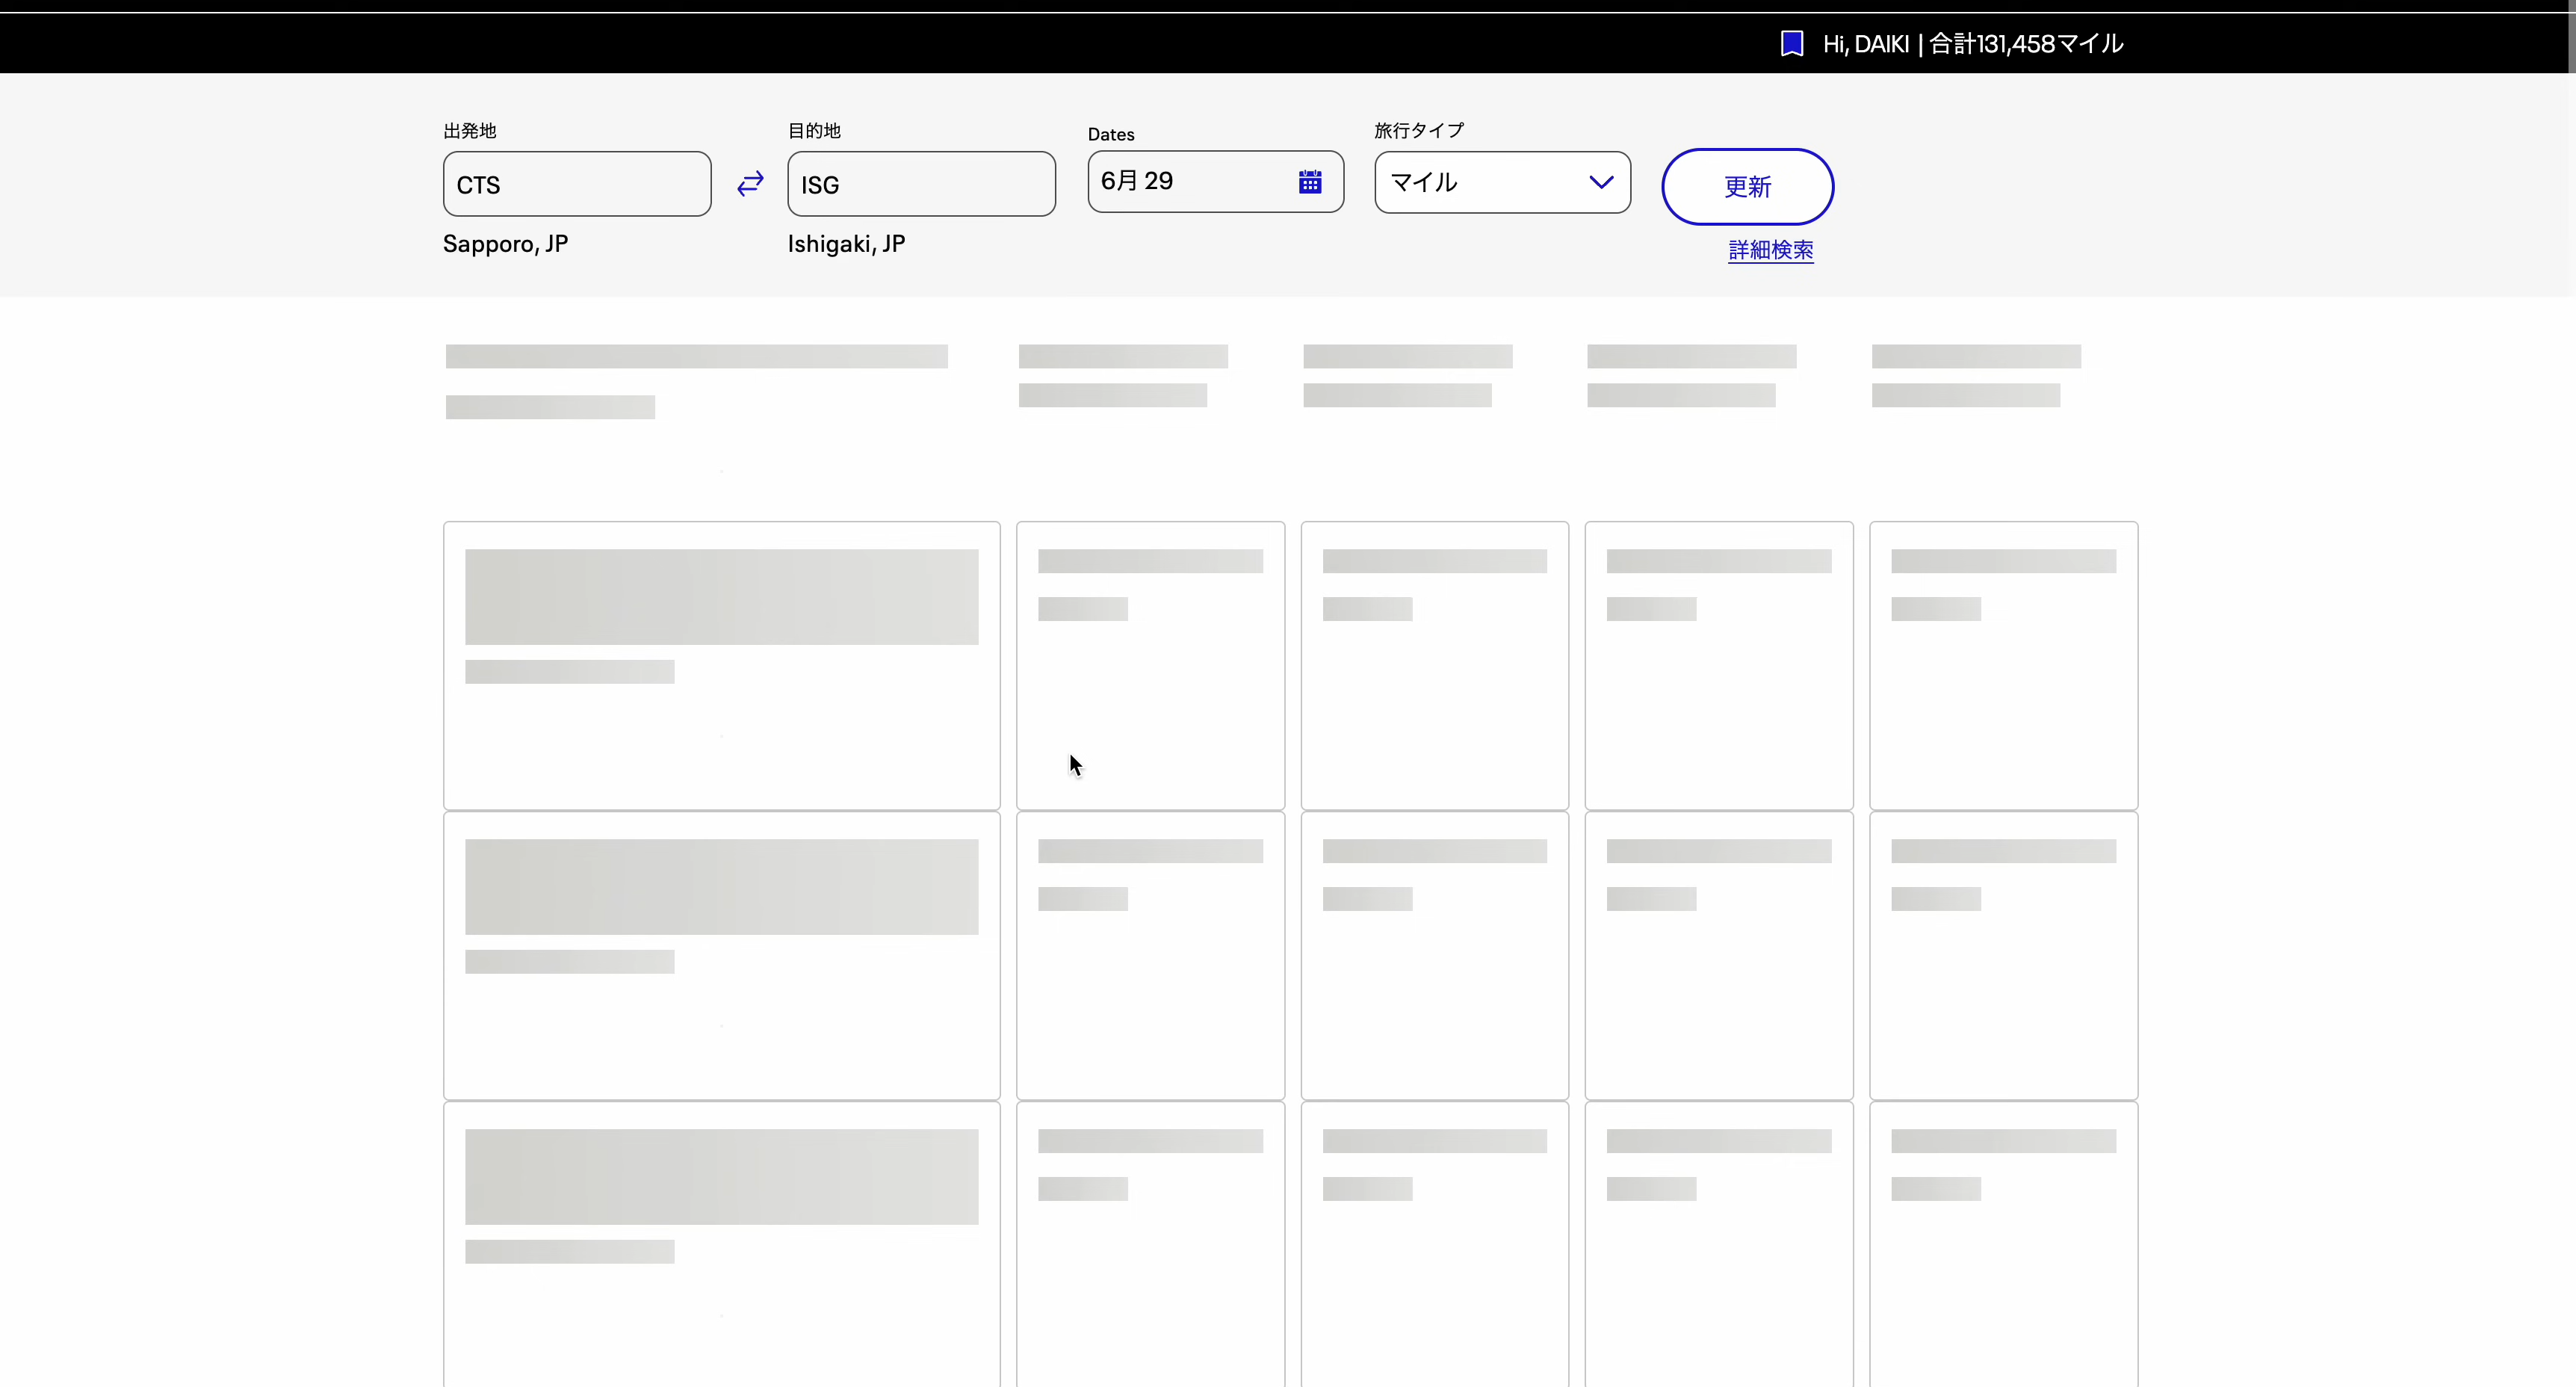 Hi, DAIKI | 合計131,458マイル
出発地
目的地
Dates
旅行タイプ
CTS
ISG
6月 29
マイル
更新
Sapporo, JP
Ishigaki, JP
詳細検索